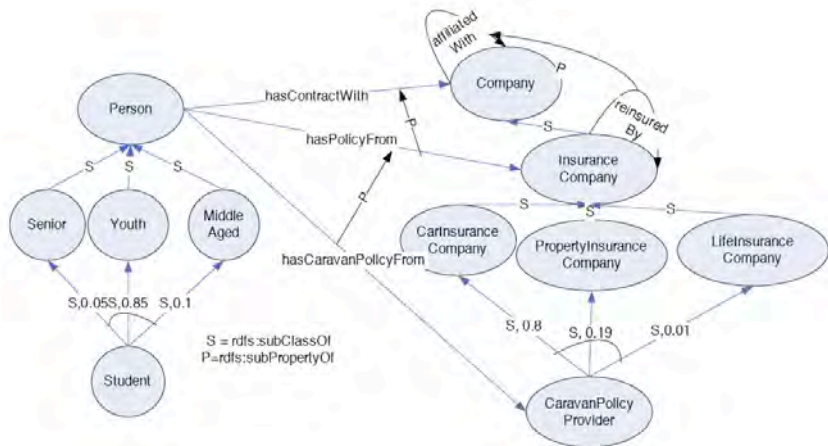 affiliated
With
Company
P
Person
hasContractWith
reinsured
By
P
S
hasPolicyFrom
Insurance
Company
S
S
S
P
S
S
S
Senior
Youth
Middle
Aged
CarInsurance
Company
PropertyInsurance
Company
LifeInsurance
Company
hasCaravanPolicyFrom
S,0.05
S,0.85
S,0.1
S, 0.8
S, 0.19
S, 0.01
S = rdfs:subClassOf
P=rdfs:subPropertyOf
Student
CaravanPolicy
Provider